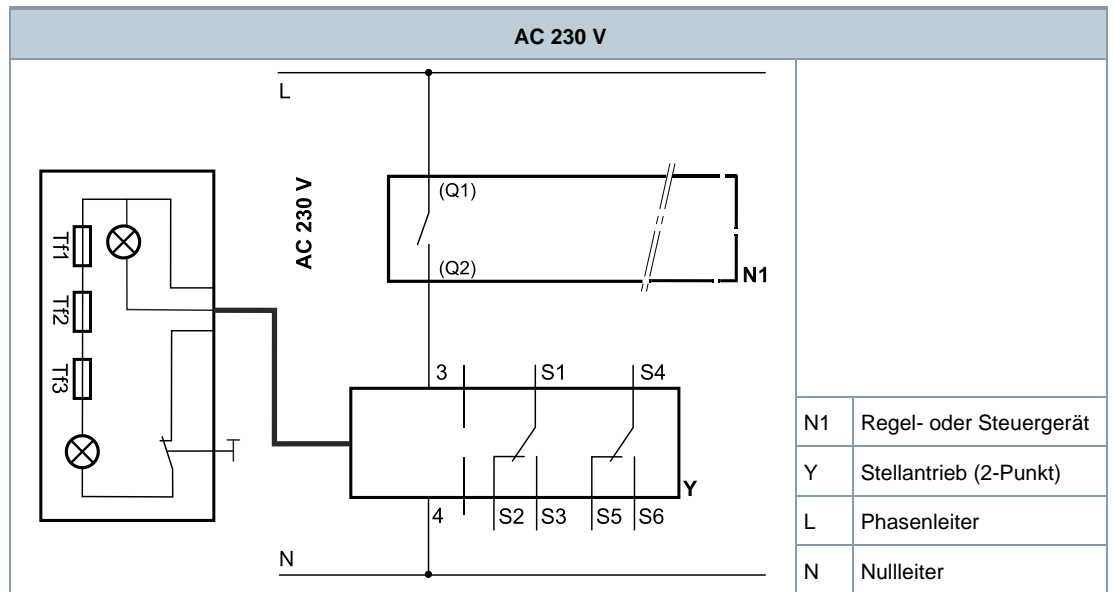 AC 230 V
L
AC 230 V
(Q1)
(Q2)
N1
Tf1
Tf2
Tf3
3
S1
S4
Y
4
S2
S3
S5
S6
N
N1 Regel- oder Steuergerät
Y Stellantrieb (2-Punkt)
L Phasenleiter
N Nullleiter